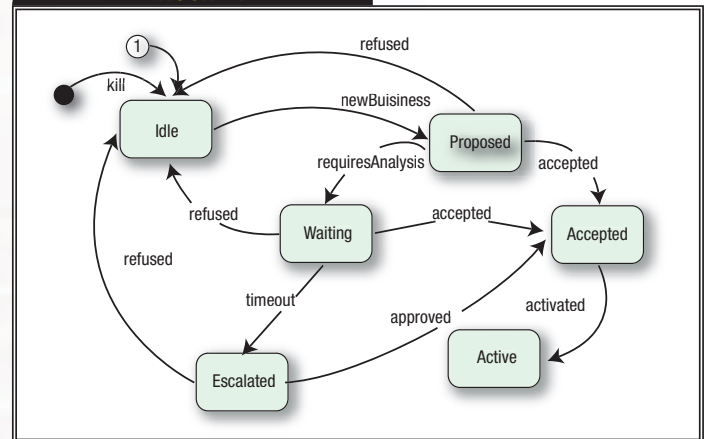 1
refused
kill
newBuisiness
Idle
Proposed
requiresAnalysis
accepted
refused
Waiting
accepted
Accepted
refused
timeout
approved
activated
Active
Escalated